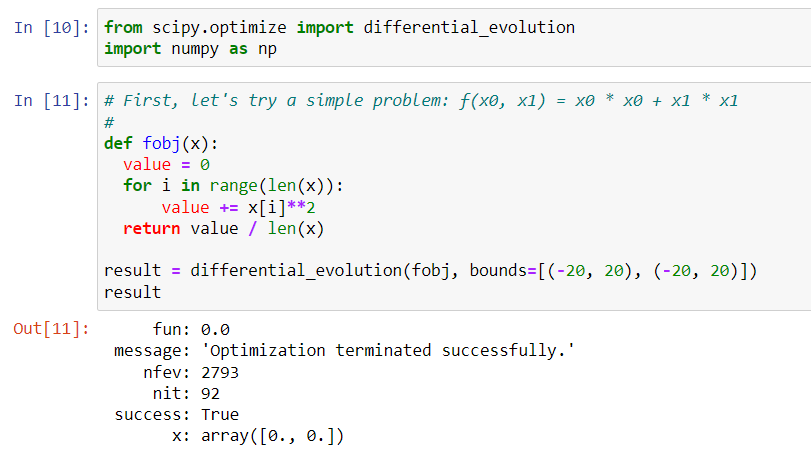 In [10]: from scipy.optimize import differential_evolution
import numpy as np
In [11]: # First, let's try a simple problem: f(x0, x1) = x0 * x0 + x1 * x1
#
def fobj(x):
  value = 0
  for i in range(len(x)):
      value += x[i]**2
  return value / len(x)

result = differential_evolution(fobj, bounds=[(-20, 20), (-20, 20)])
result
Out[11]:      fun: 0.0
 message: 'Optimization terminated successfully.'
    nfev: 2793
     nit: 92
 success: True
       x: array([0., 0.])